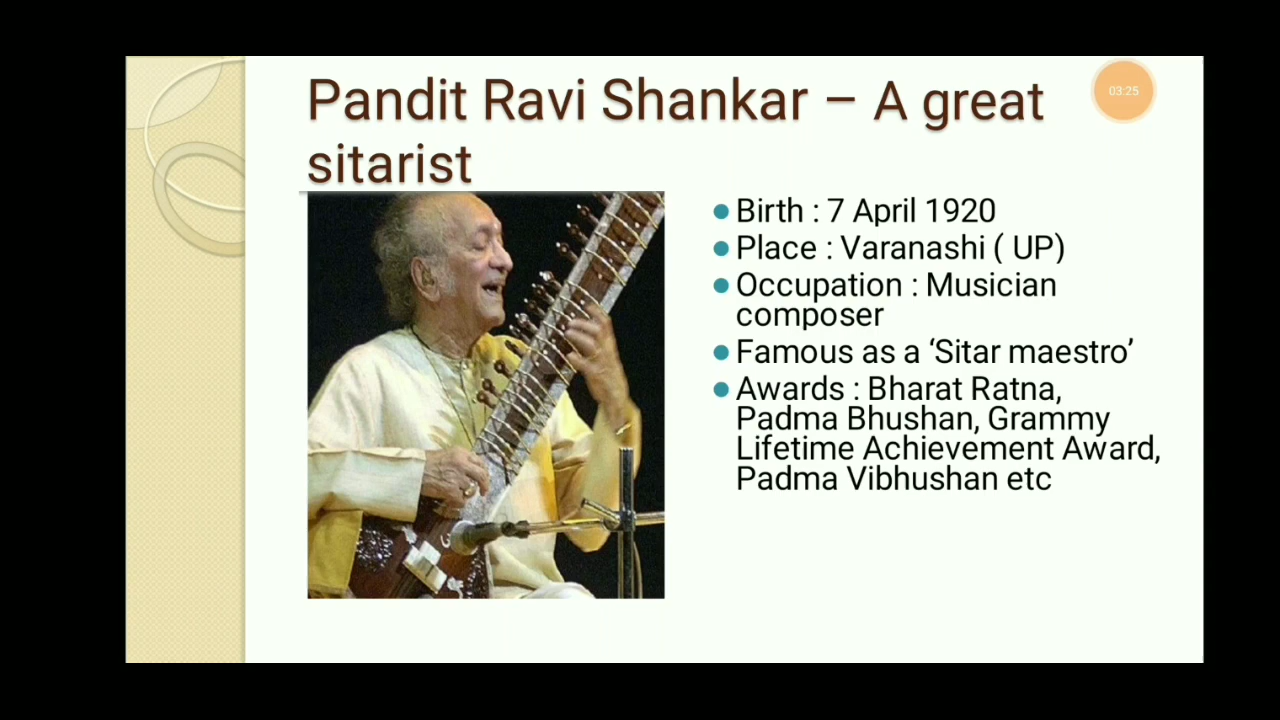 Pandit Ravi Shankar – A great
sitarist
03:25
Birth : 7 April 1920
Place : Varanashi ( UP)
Occupation : Musician
composer
Famous as a ‘Sitar maestro’
Awards : Bharat Ratna,
Padma Bhushan, Grammy
Lifetime Achievement Award,
Padma Vibhushan etc